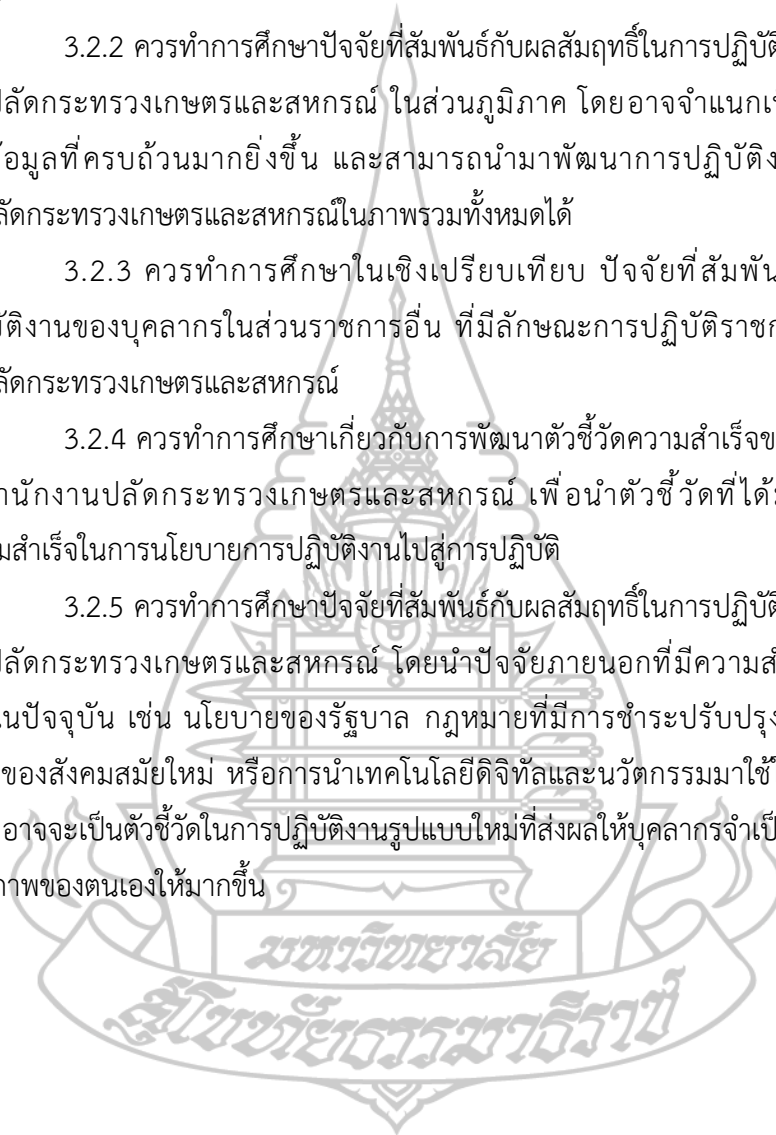 3.2.2 ควรทำการศึกษาปัจจัยที่สัมพันธ์กับผลสัมฤทธิ์ในการปฏิบัติ
ปลัดกระทรวงเกษตรและสหกรณ์ ในส่วนภูมิภาค โดยอาจจำแนกเ
้อมูลที่ครบถ้วนมากยิ่งขึ้น และสามารถนำมาพัฒนาการปฏิบัติง
ลัดกระทรวงเกษตรและสหกรณ์ในภาพรวมทั้งหมดได้
3.2.3 ควรทำการศึกษาในเชิงเปรียบเทียบ ปัจจัยที่สัมพัน
ัติงานของบุคลากรในส่วนราชการอื่น ที่มีลักษณะการปฏิบัติราชก
ลัดกระทรวงเกษตรและสหกรณ์
3.2.4 ควรทำการศึกษาเกี่ยวกับการพัฒนาตัวชี้วัดความสำเร็จข
ำนักงานปลัดกระทรวงเกษตรและสหกรณ์ เพื่อนำตัวชี้วัดที่ได้ม
มสำเร็จในการนโยบายการปฏิบัติงานไปสู่การปฏิบัติ
3.2.5 ควรทำการศึกษาปัจจัยที่สัมพันธ์กับผลสัมฤทธิ์ในการปฏิบัติ
ปลัดกระทรวงเกษตรและสหกรณ์ โดยนำปัจจัยภายนอกที่มีความสำ
นปัจจุบัน เช่น นโยบายของรัฐบาล กฎหมายที่มีการชำระปรับปรุง
ของสังคมสมัยใหม่ หรือการนำเทคโนโลยีดิจิทัลและนวัตกรรมมาใช้ใ
อาจจะเป็นตัวชี้วัดในการปฏิบัติงานรูปแบบใหม่ที่ส่งผลให้บุคลากรจำเป็
าพของตนเองให้มากขึ้น
มหาวิทยาลัย
สุโขทัยธรรมาธิราช